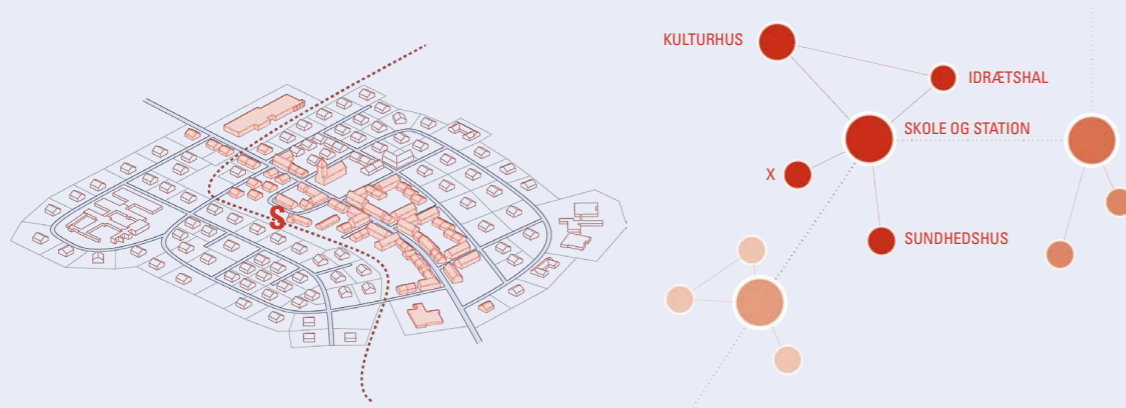 S
KULTURHUS
IDRÆTSHAL
SKOLE OG STATION
X
SUNDHEDSHUS